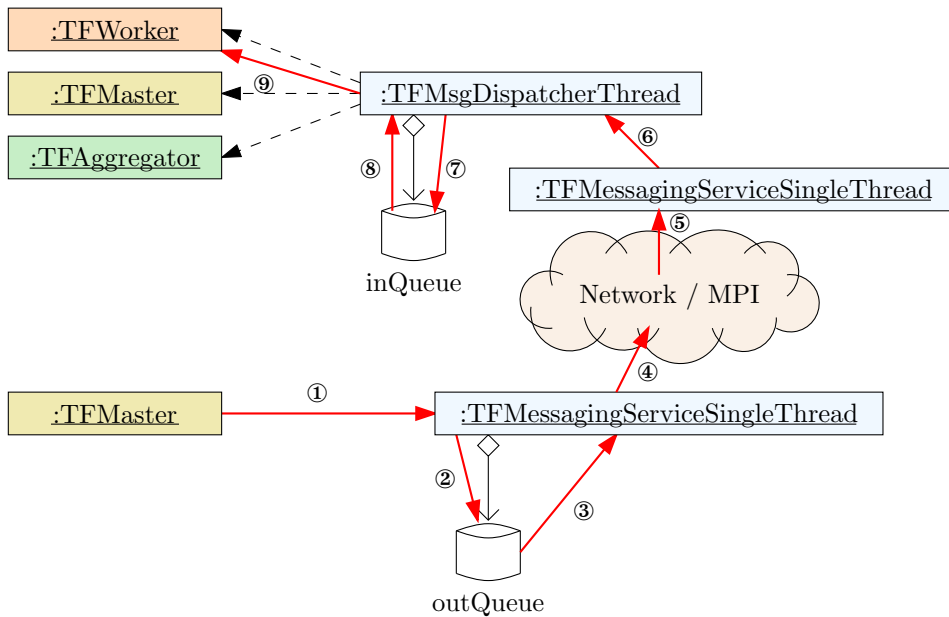 :TFWorker
:TFMaster
⑨
:TFMsgDispatcherThread
:TFAggregator
⑥
⑧
⑦
:TFMessagingServiceSingleThread
⑤
inQueue
Network / MPI
④
①
:TFMaster
:TFMessagingServiceSingleThread
②
③
outQueue